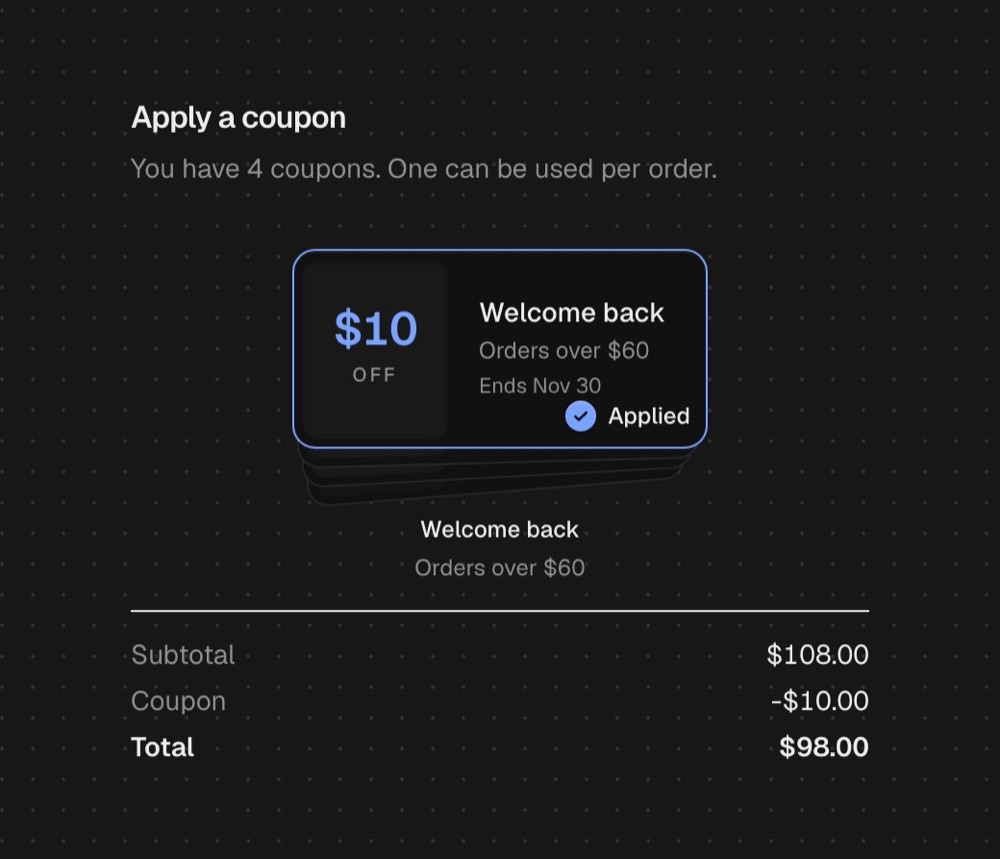 Apply a coupon
You have 4 coupons. One can be used per order.
$10
OFF
Welcome back
Orders over $60
Ends Nov 30
Applied
Welcome back
Orders over $60
Subtotal $108.00
Coupon -$10.00
Total $98.00